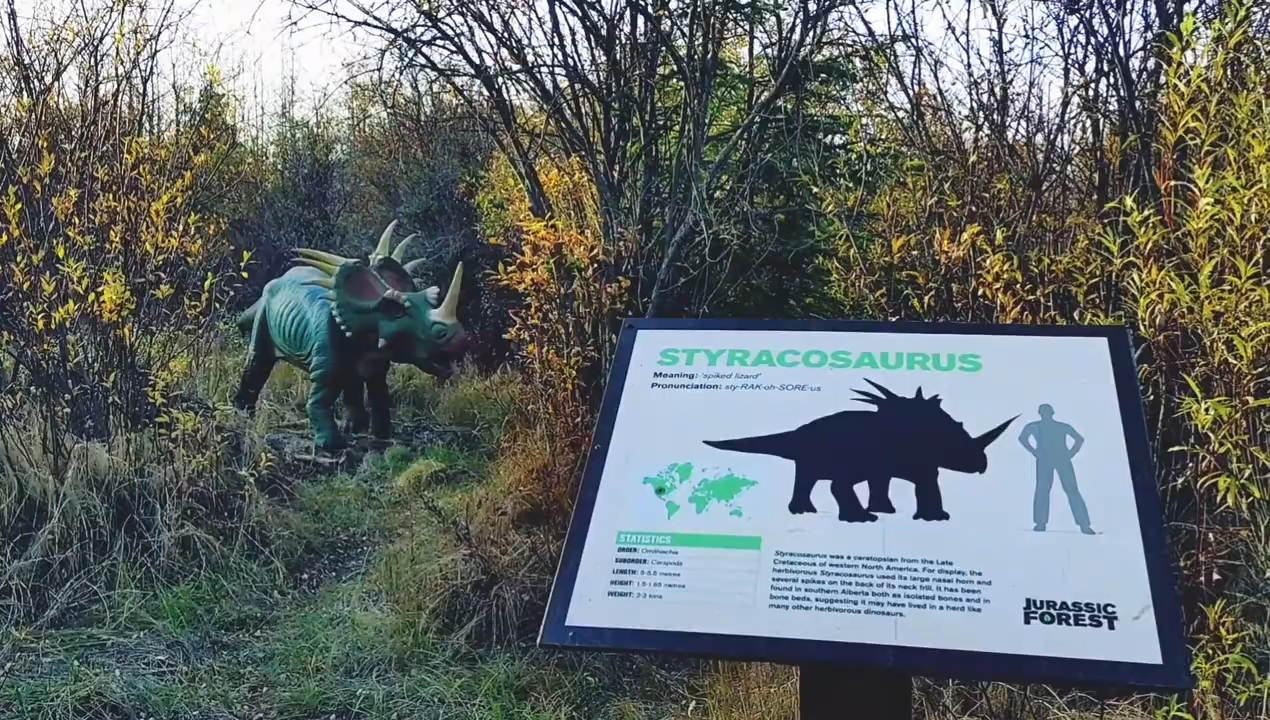 STYRACOSAURUS
Meaning: 'spiked lizard'
Pronunciation: sty-RAK-oh-SORE-us
STATISTICS
ORDER: Ornithischia
SUBORDER: Cerapoda
LENGTH: 5-5.5 metres
HEIGHT: 1.5-1.65 metres
WEIGHT: 2-3 tons
Styracosaurus was a ceratopsian from the Late
Cretaceous of western North America. For display, the
herbivorous Styracosaurus used its large nasal horn and
several spikes on the back of its neck frill. It has been
found in southern Alberta both as isolated bones and in
bone beds, suggesting it may have lived in a herd like
many other herbivorous dinosaurs.
JURASSIC
FOREST